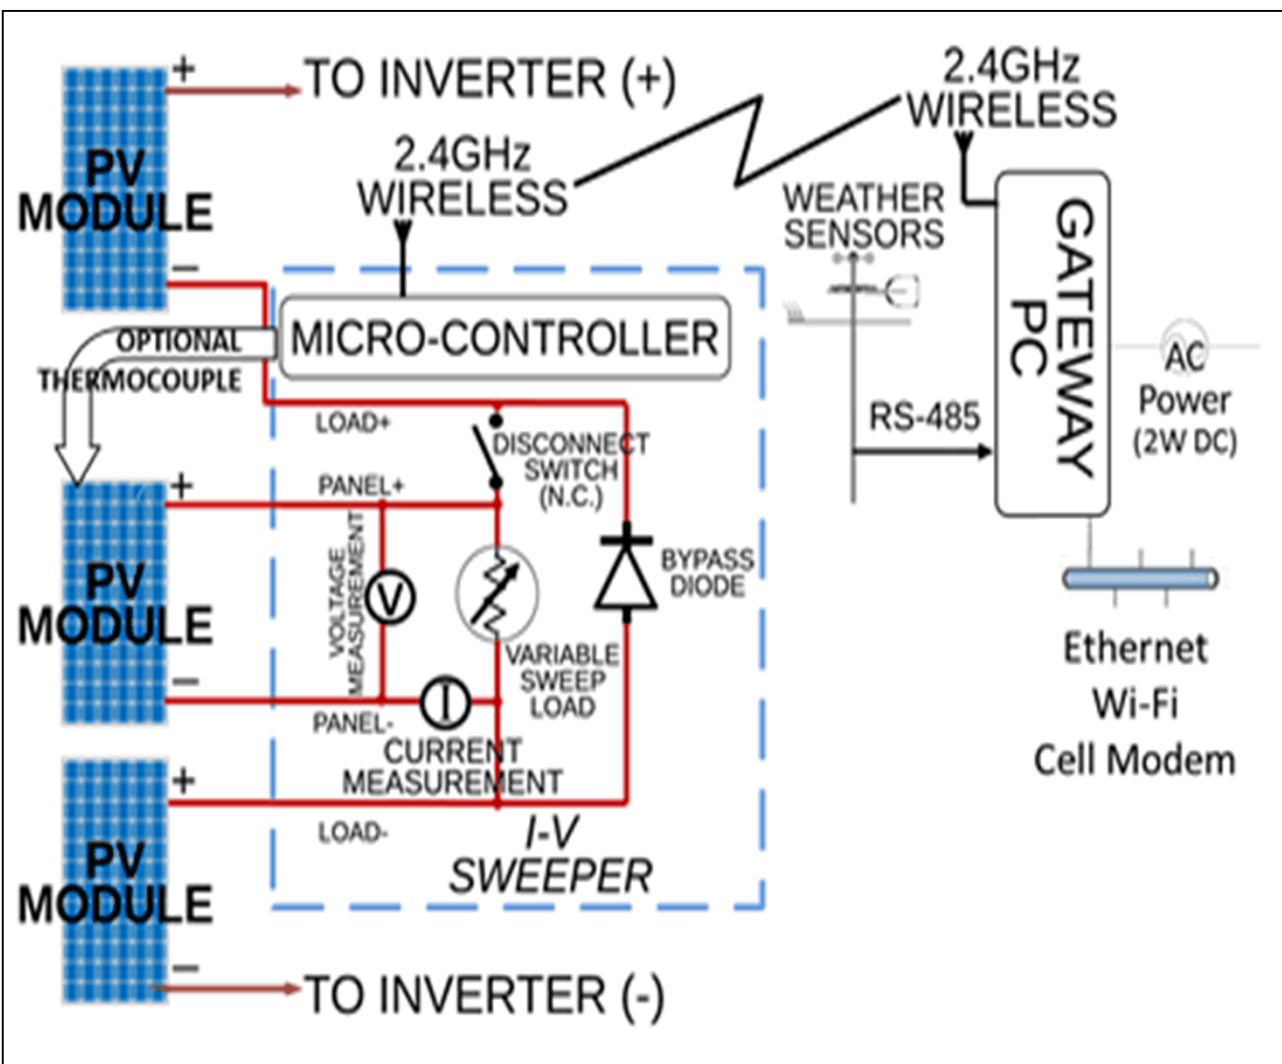 +
TO INVERTER (+)
2.4GHz
WIRELESS
2.4GHz
WIRELESS
PV
MODULE
–
WEATHER
SENSORS
GATEWAY
PC
MICRO-CONTROLLER
OPTIONAL
THERMOCOUPLE
AC
Power
(2W DC)
RS-485
LOAD+
DISCONNECT
SWITCH
(N.C.)
+
PANEL+
PV
MODULE
–
VOLTAGE
MEASUREMENT
V
BYPASS
DIODE
VARIABLE
SWEEP
LOAD
I
PANEL-
CURRENT
MEASUREMENT
Ethernet
Wi-Fi
Cell Modem
+
LOAD-
I-V
SWEEPER
PV
MODULE
–
TO INVERTER (-)